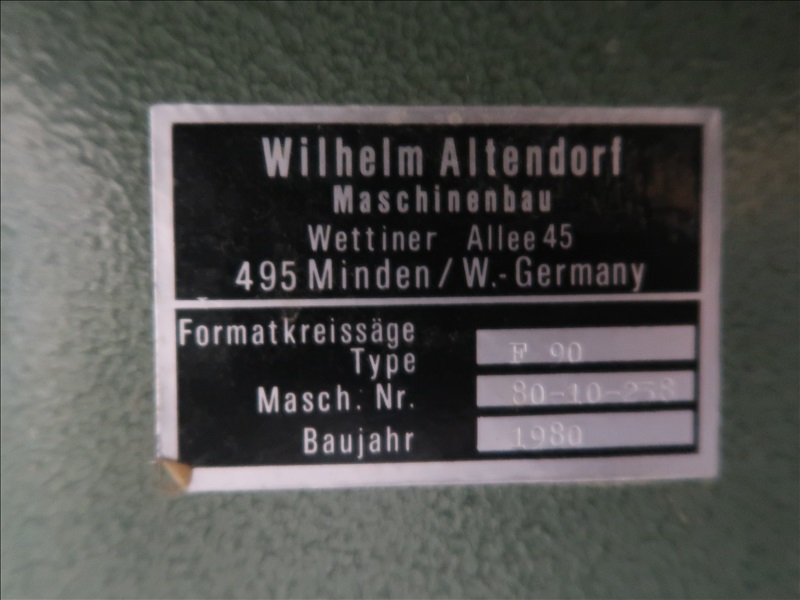 Wilhelm Altendorf
Maschinenbau
Wettiner Allee 45
495 Minden / W.-Germany
Formatkreissäge
Type F 90
Masch. Nr. 80-10-238
Baujahr 1980